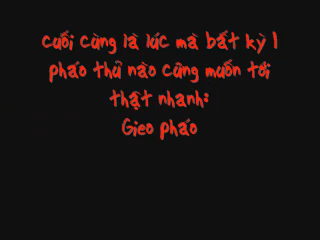 cuối cùng là lúc mà bất kỳ 1
pháo thủ nào cũng muốn tới
thật nhanh:
Gieo pháo